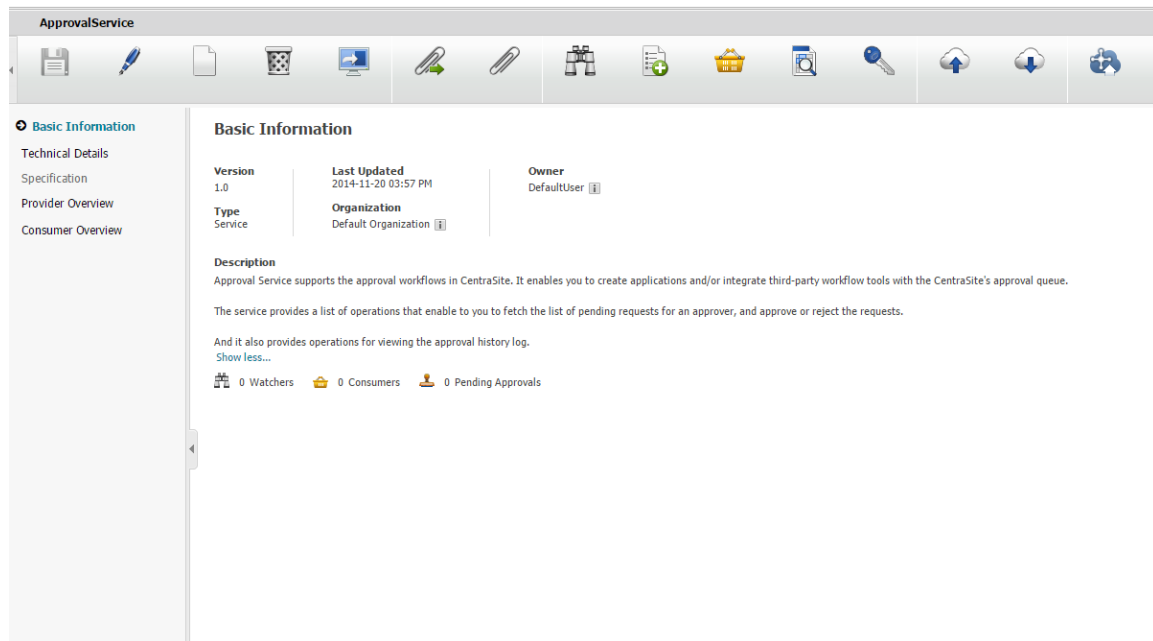 ApprovalService
Basic Information
Technical Details
Specification
Provider Overview
Consumer Overview
Basic Information
Version
1.0
Type
Service
Last Updated
2014-11-20 03:57 PM
Organization
Default Organization
Owner
DefaultUser
Description
Approval Service supports the approval workflows in CentraSite. It enables you to create applications and/or integrate third-party workflow tools with the CentraSite's approval queue.
The service provides a list of operations that enable to you to fetch the list of pending requests for an approver, and approve or reject the requests.
And it also provides operations for viewing the approval history log.
Show less...
0 Watchers 0 Consumers 0 Pending Approvals